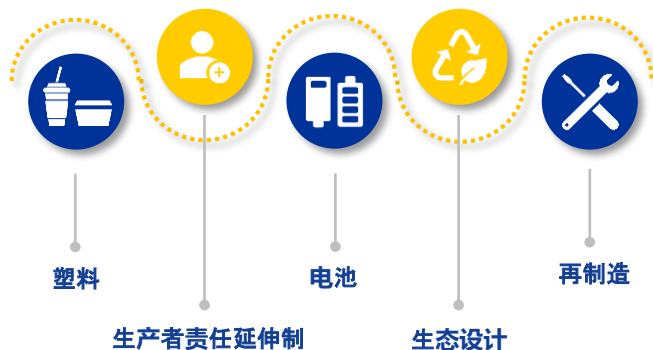 塑料
生产者责任延伸制
电池
生态设计
再制造